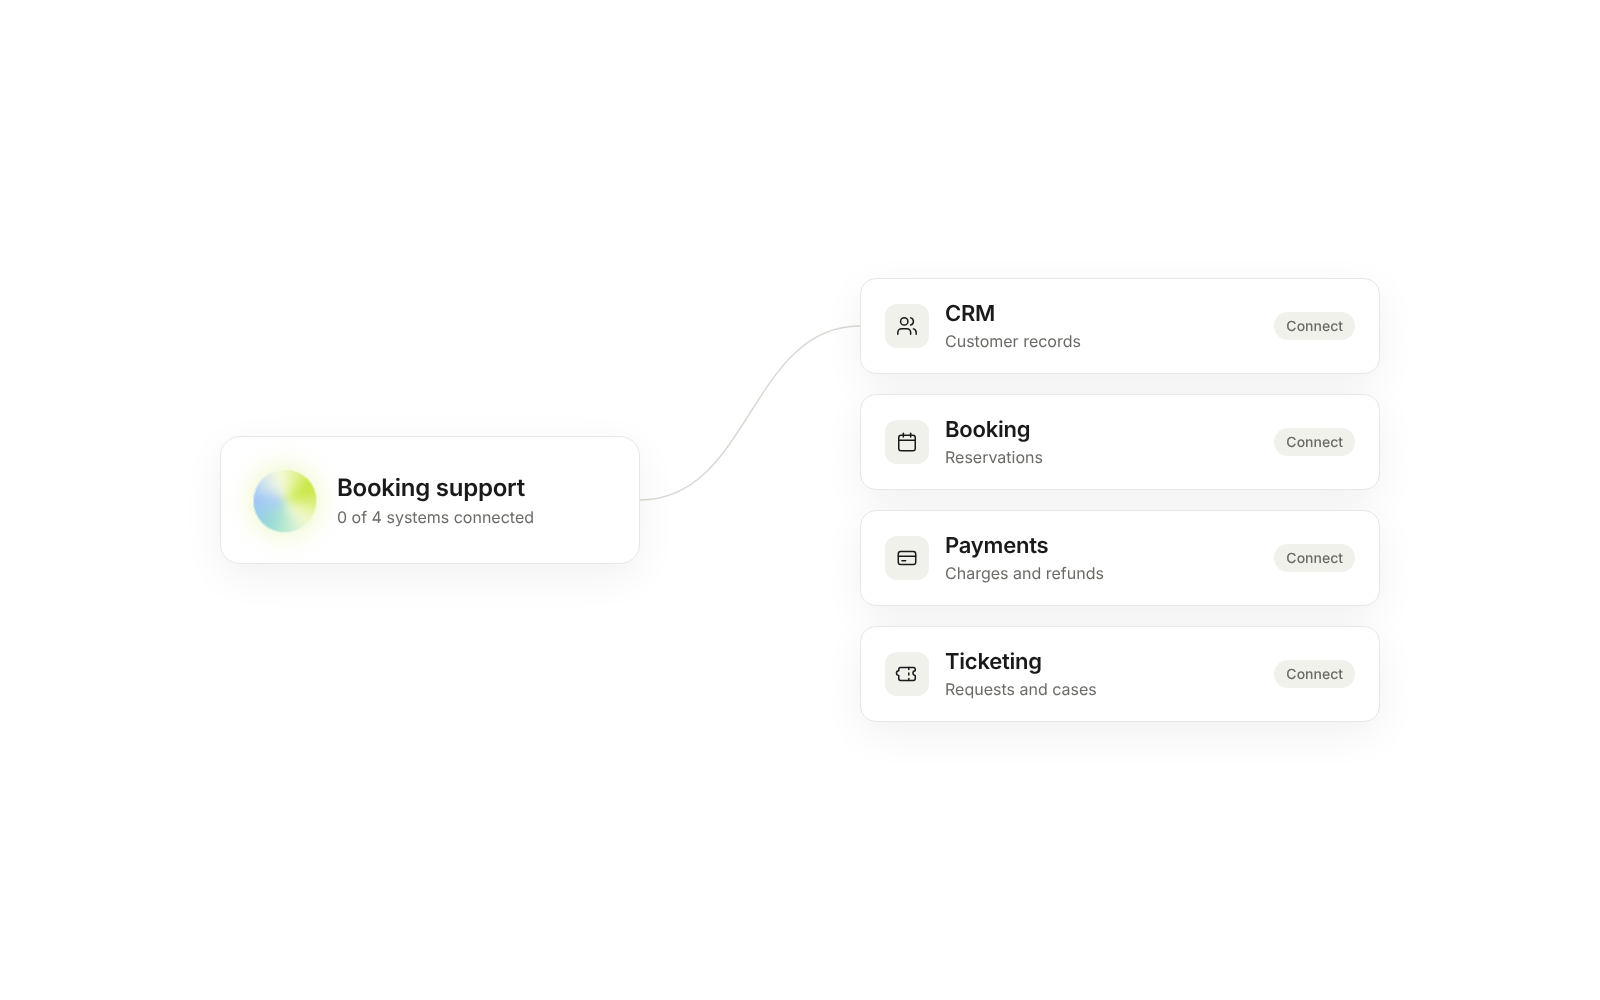 Booking support
0 of 4 systems connected
CRM
Customer records
Connect
Booking
Reservations
Connect
Payments
Charges and refunds
Connect
Ticketing
Requests and cases
Connect